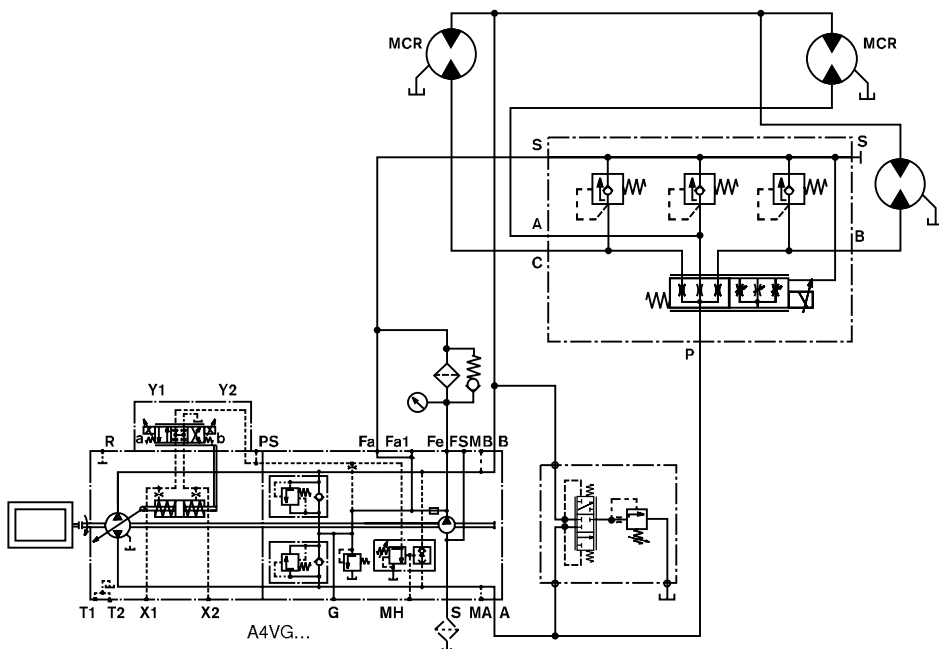 MCR
MCR
S
S
A
B
C
P
Y1 Y2
a b
R PS Fa Fa1 Fe FS MB B
T1 T2 X1 X2 G MH S MA A
A4VG...